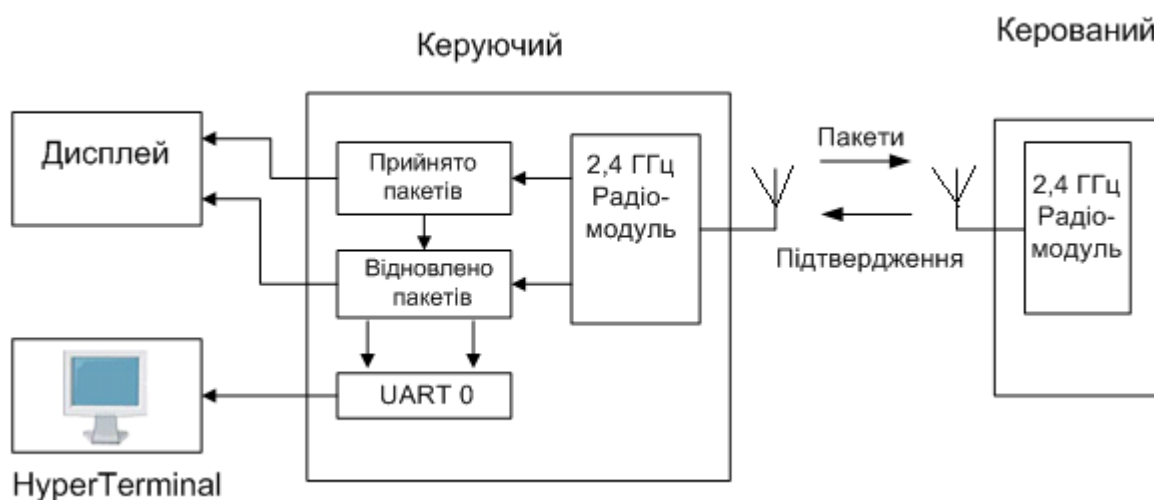 Керуючий
Керований
Дисплей
Прийнято
пакетів
2,4 ГГц
Радіо-
модуль
Пакети
2,4 ГГц
Радіо-
модуль
Відновлено
пакетів
Підтвердження
UART 0
HyperTerminal